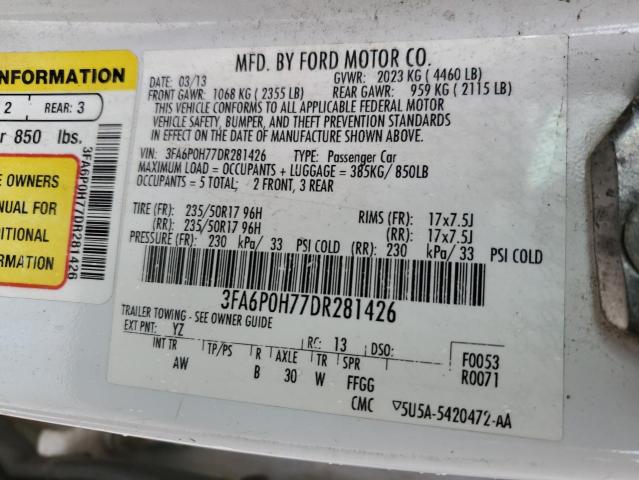 INFORMATION
2 REAR: 3
850 lbs.
OWNERS
MANUAL FOR
INFORMATION
3FA6P0H77DR281426
MFD. BY FORD MOTOR CO.
DATE: 03/13 GVWR: 2023 KG ( 4460 LB)
FRONT GAWR: 1068 KG ( 2355 LB) REAR GAWR: 959 KG ( 2115 LB)
THIS VEHICLE CONFORMS TO ALL APPLICABLE FEDERAL MOTOR
VEHICLE SAFETY, BUMPER, AND THEFT PREVENTION STANDARDS
IN EFFECT ON THE DATE OF MANUFACTURE SHOWN ABOVE.
VIN: 3FA6P0H77DR281426 TYPE: Passenger Car
MAXIMUM LOAD = OCCUPANTS + LUGGAGE = 385KG/ 850LB
OCCUPANTS = 5 TOTAL; 2 FRONT, 3 REAR
TIRE (FR): 235/50R17 96H RIMS (FR): 17x7.5J
(RR): 235/50R17 96H (RR): 17x7.5J
PRESSURE (FR): 230 kPa/ 33 PSI COLD (RR): 230 kPa/ 33 PSI COLD
3FA6P0H77DR281426
TRAILER TOWING - SEE OWNER GUIDE
EXT PNT: YZ RC: 13 DSO: F0053
INT TR TP/PS R AXLE TR SPR R0071
AW B 30 W FFGG
CMC ▽5U5A-5420472-AA